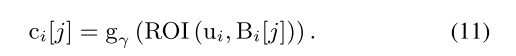 c_i[j] = g_γ (ROI (u_i, B_i[j])) . (11)